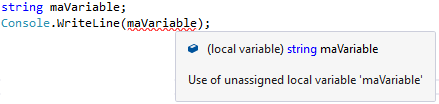 string maVariable;
Console.WriteLine(maVariable);
(local variable) string maVariable
Use of unassigned local variable 'maVariable'